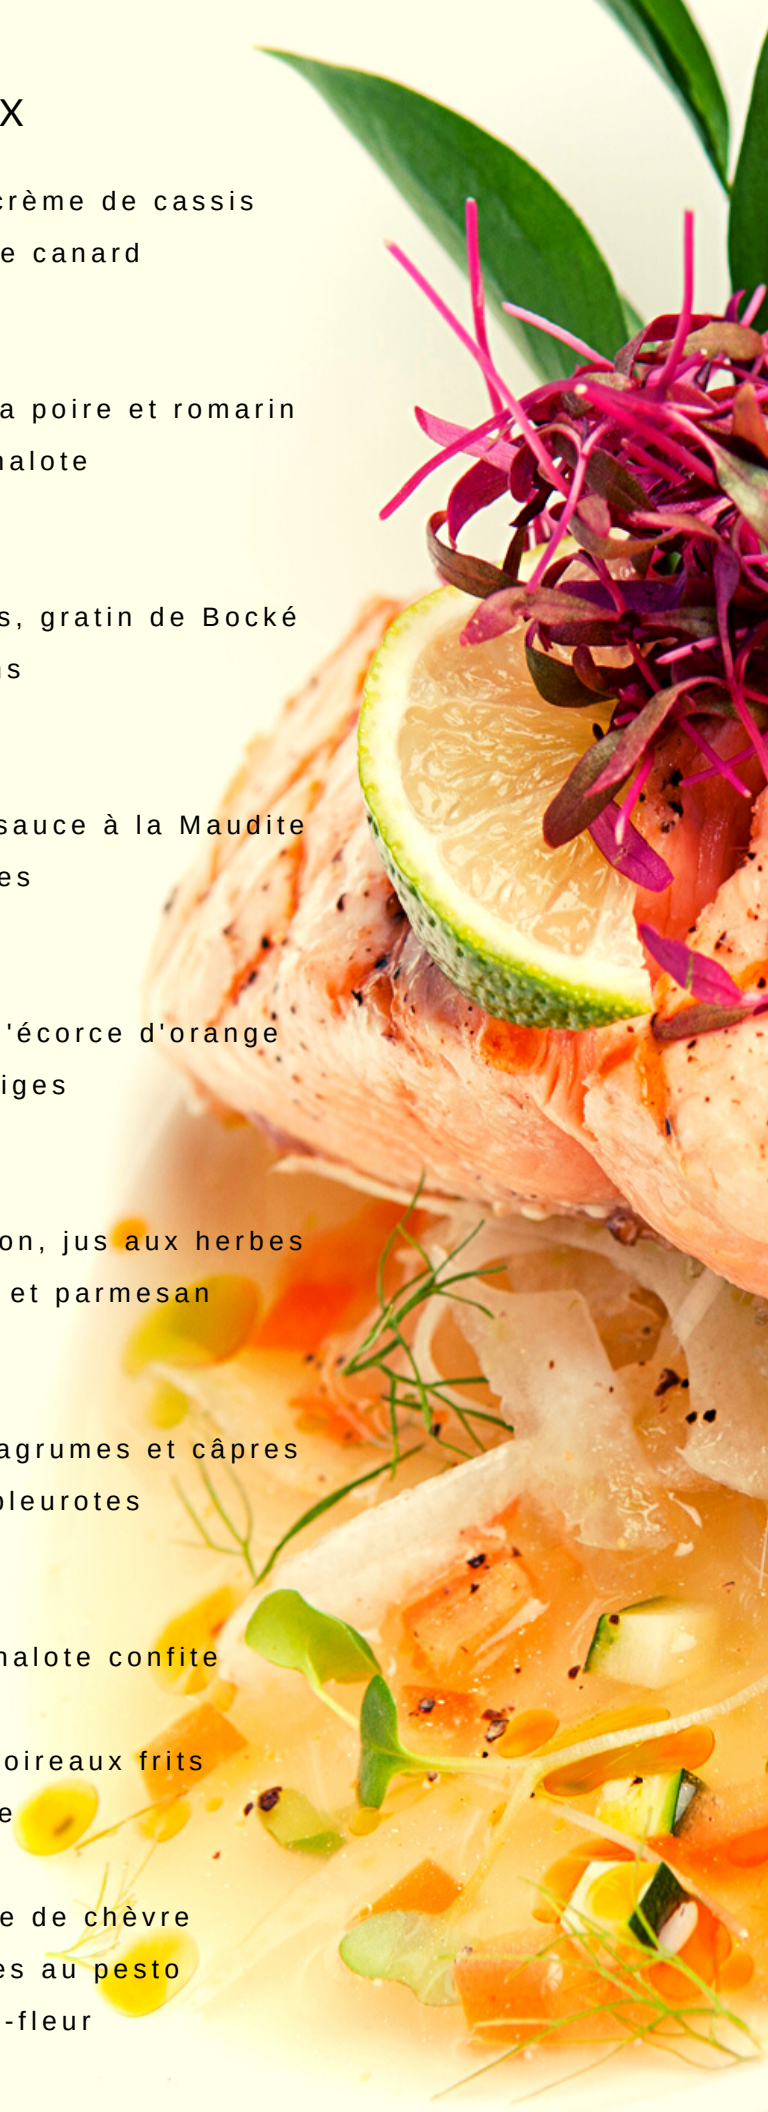 X
crème de cassis
e canard
a poire et romarin
halote
s, gratin de Bocké
ns
sauce à la Maudite
es
l'écorce d'orange
iges
on, jus aux herbes
et parmesan
agrumes et câpres
pleurotes
halote confite
oireaux frits
e
e de chèvre
es au pesto
-fleur